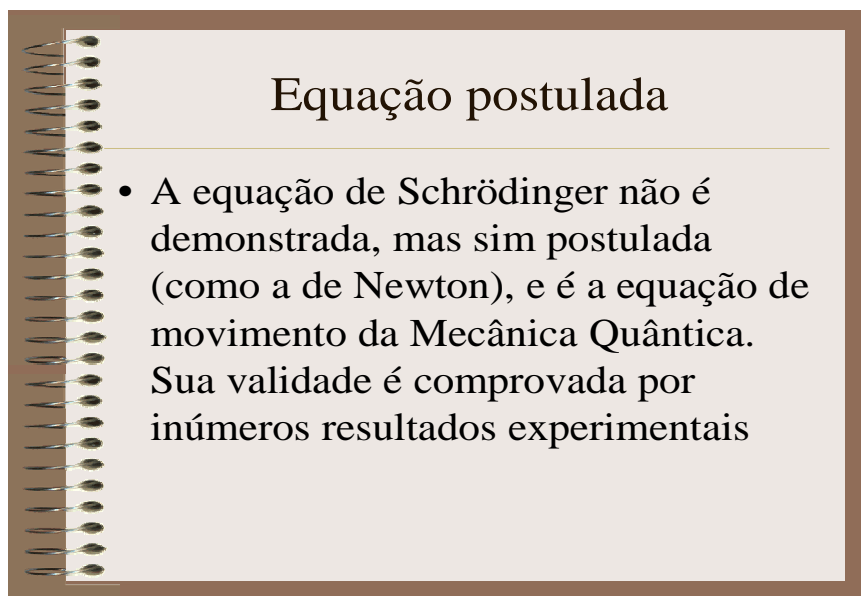 Equação postulada
• A equação de Schrödinger não é
demonstrada, mas sim postulada
(como a de Newton), e é a equação de
movimento da Mecânica Quântica.
Sua validade é comprovada por
inúmeros resultados experimentais